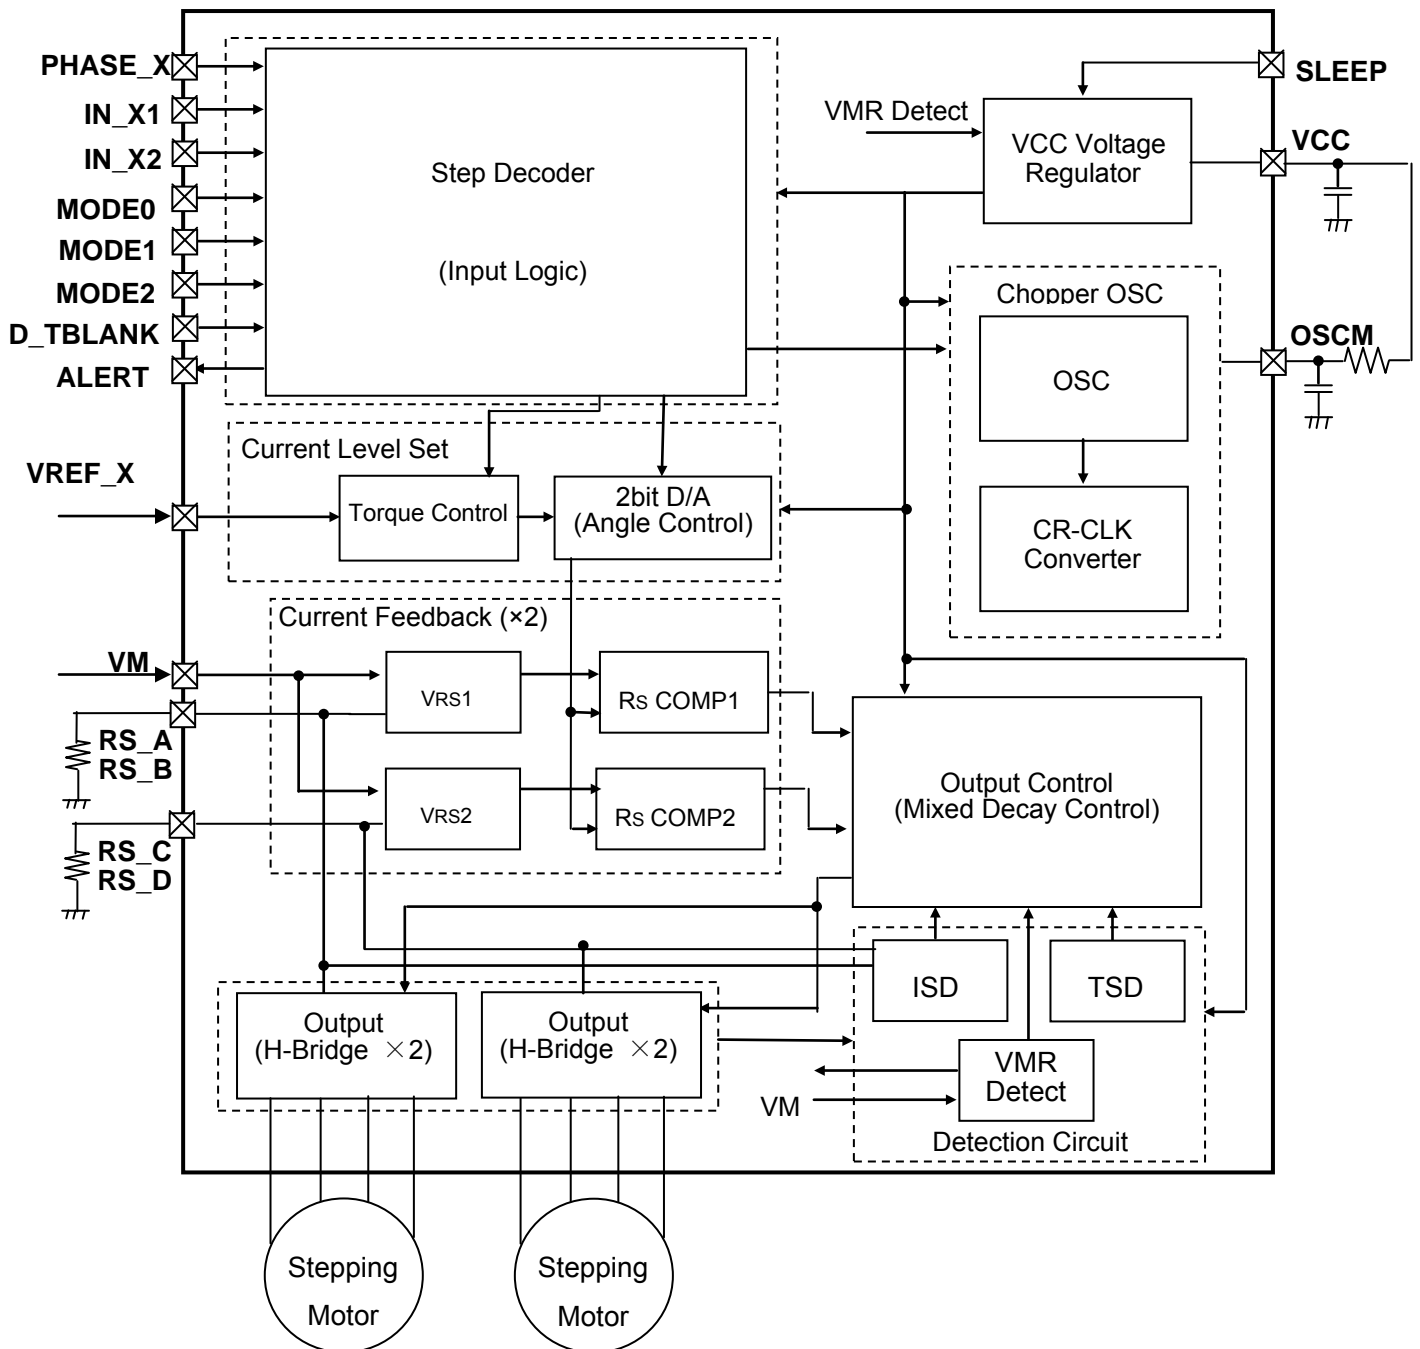 PHASE_X
IN_X1
IN_X2
MODE0
MODE1
MODE2
D_TBLANK
ALERT
Step Decoder
(Input Logic)
VMR Detect
VCC Voltage
Regulator
SLEEP
VCC
Chopper OSC
OSC
CR-CLK
Converter
OSCM
Current Level Set
VREF_X
Torque Control
2bit D/A
(Angle Control)
Current Feedback (×2)
VM
VRS1
RS COMP1
RS_A
RS_B
VRS2
RS COMP2
RS_C
RS_D
Output Control
(Mixed Decay Control)
ISD
TSD
VMR
Detect
VM
Detection Circuit
Output
(H-Bridge ×2)
Output
(H-Bridge ×2)
Stepping
Motor
Stepping
Motor